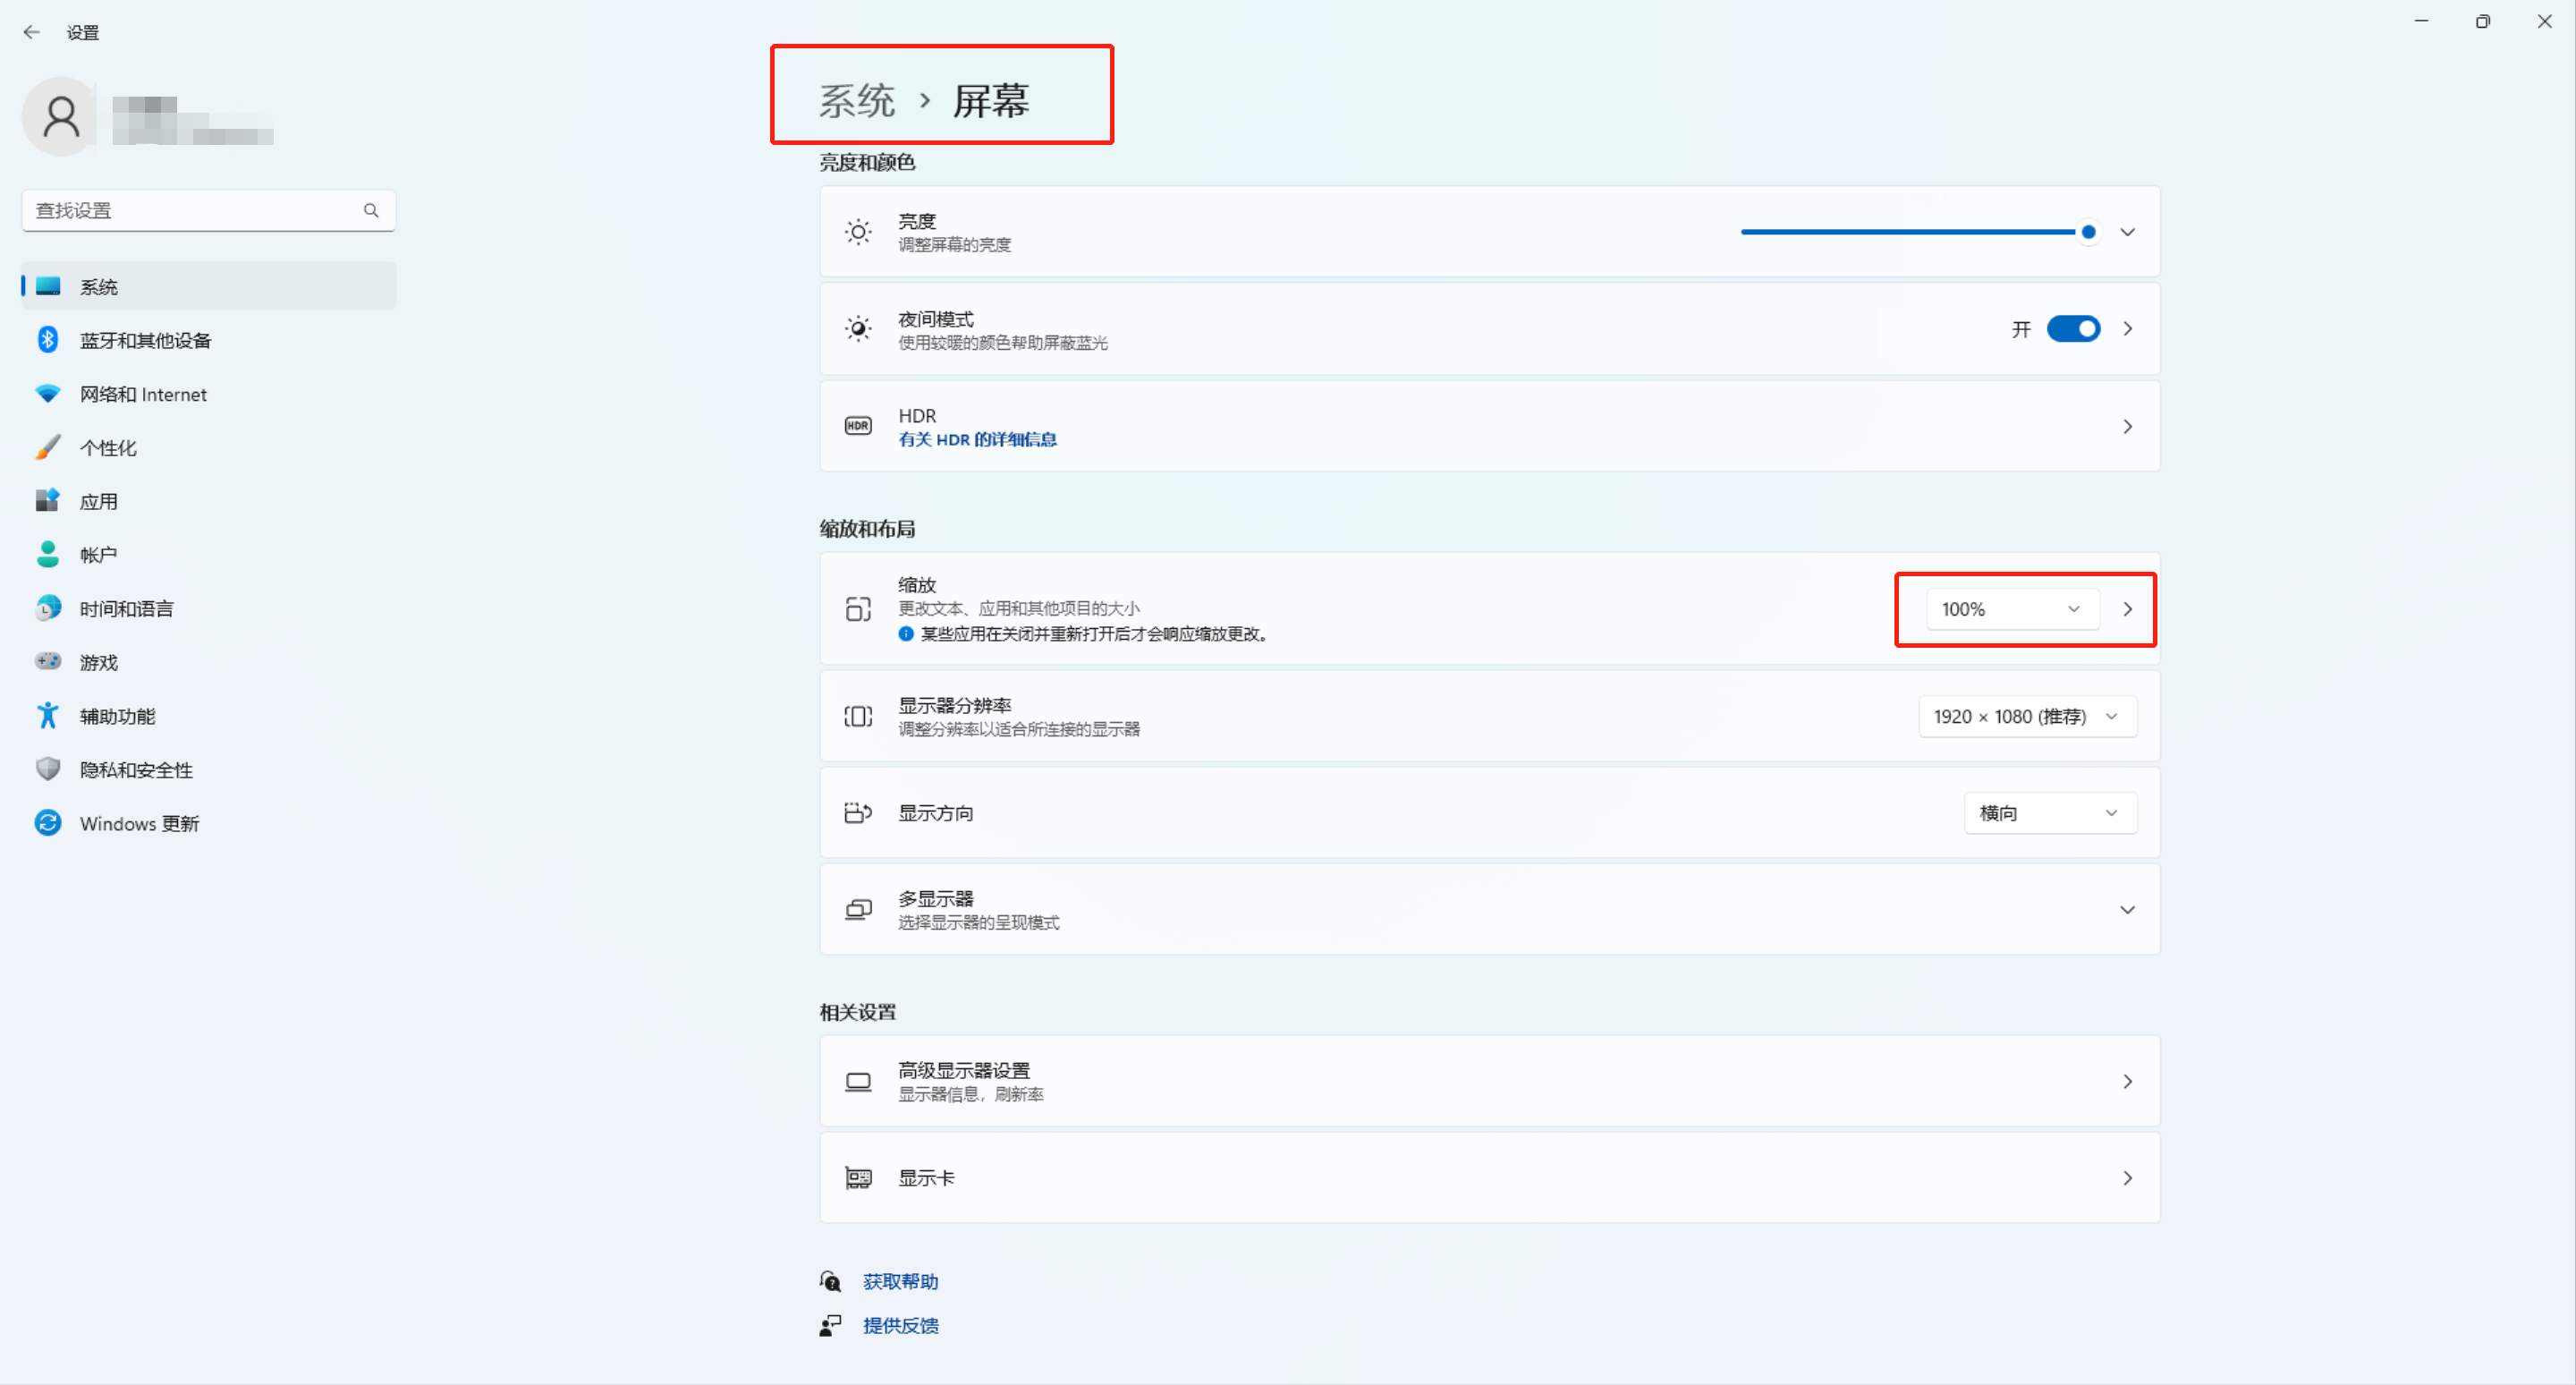 设置
查找设置
系统
蓝牙和其他设备
网络和 Internet
个性化
应用
帐户
时间和语言
游戏
辅助功能
隐私和安全性
Windows 更新
系统 › 屏幕
亮度和颜色
亮度
调整屏幕的亮度
夜间模式
使用较暖的颜色帮助屏蔽蓝光
开
HDR
HDR
有关 HDR 的详细信息
缩放和布局
缩放
更改文本、应用和其他项目的大小
某些应用在关闭并重新打开后才会响应缩放更改。
100%
显示器分辨率
调整分辨率以适合所连接的显示器
1920 × 1080 (推荐)
显示方向
横向
多显示器
选择显示器的呈现模式
相关设置
高级显示器设置
显示器信息，刷新率
显示卡
获取帮助
提供反馈